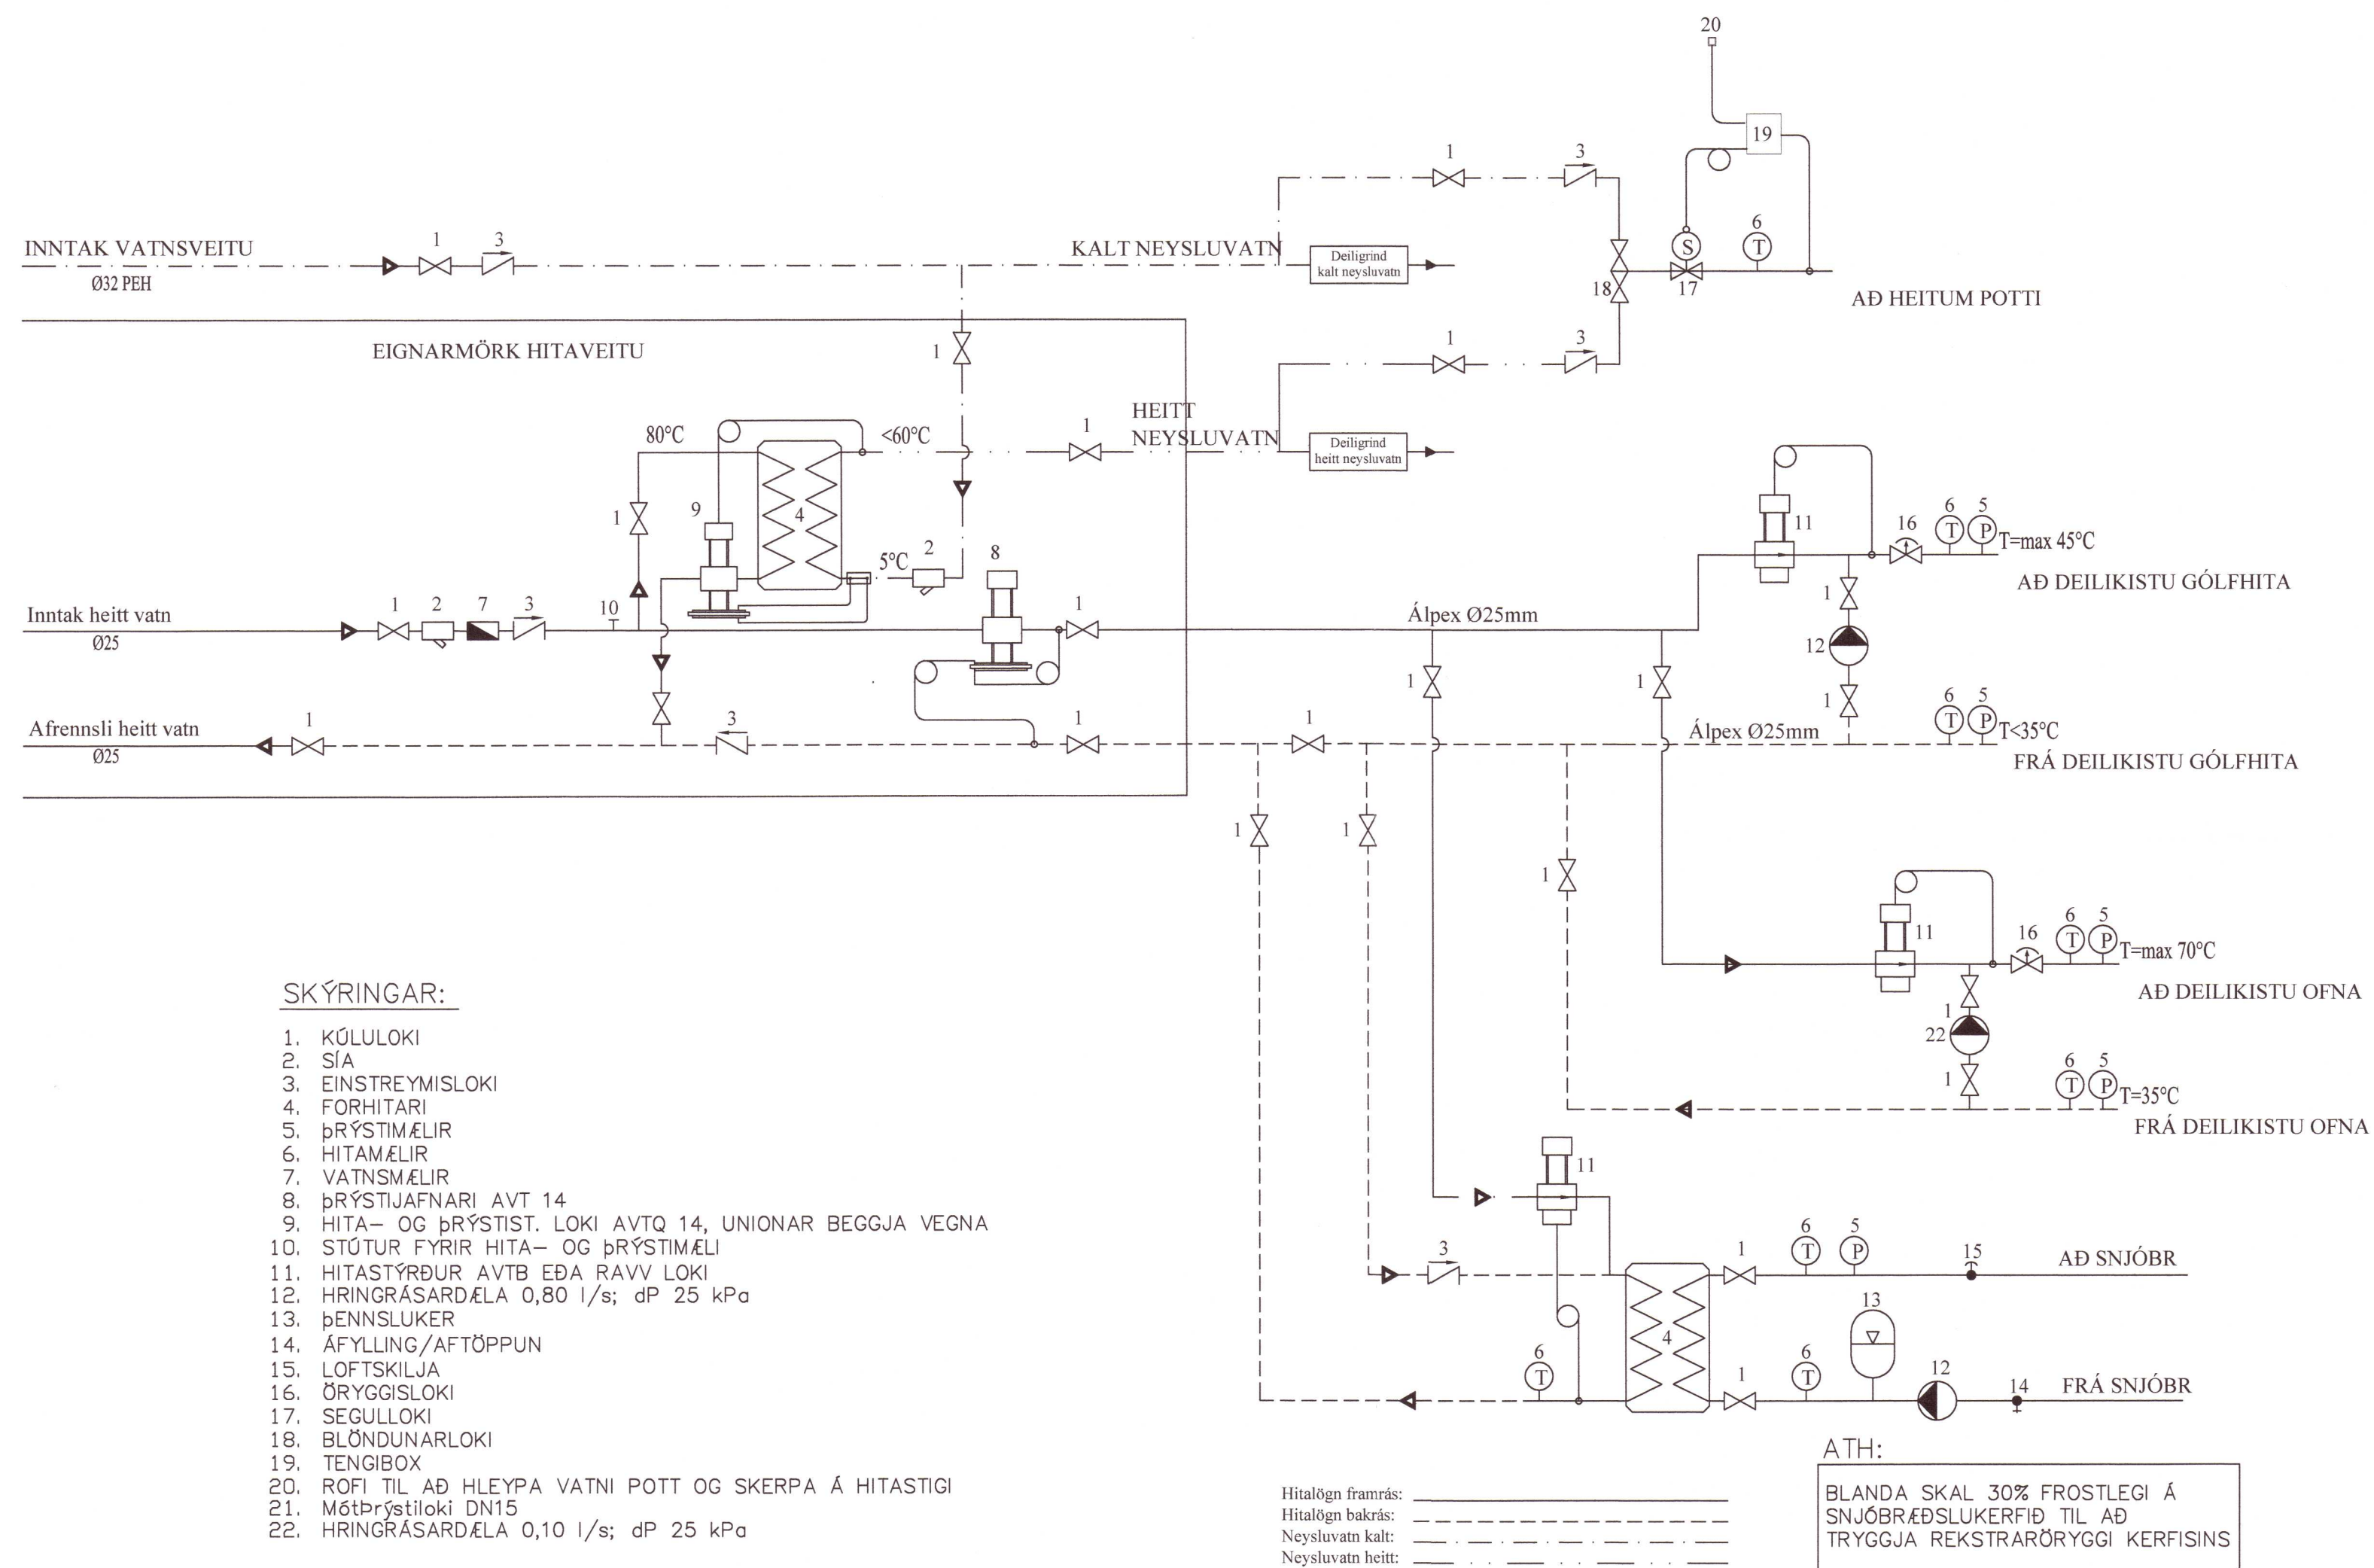 20
19
1
3
6
T
S
INNTAK VATNSVEITU
Ø32 PEH
1
3
KALT NEYSLUVATN
Deiligrind
kalt neysluvatn
18
17
AÐ HEITUM POTTI
EIGNARMÖRK HITAVEITU
1
1
3
80°C
<60°C
1
HEITT
NEYSLUVATN
Deiligrind
heitt neysluvatn
1
9
4
5°C
2
8
11
16
6
T
5
P
T=max 45°C
AÐ DEILIKISTU GÓLFHITA
Inntak heitt vatn
Ø25
1
2
7
3
10
1
Álpex Ø25mm
1
12
1
1
1
6
T
5
P
T<35°C
FRÁ DEILIKISTU GÓLFHITA
Afrennsli heitt vatn
Ø25
1
3
1
1
Álpex Ø25mm
1
1
1
11
16
6
T
5
P
T=max 70°C
AÐ DEILIKISTU OFNA
1
22
1
6
T
5
P
T=35°C
FRÁ DEILIKISTU OFNA
11
3
4
1
6
T
5
P
15
AÐ SNJÓBR
6
T
1
6
T
13
12
14
FRÁ SNJÓBR
SKÝRINGAR:
1. KÚLULOKI
2. SÍA
3. EINSTREYMISLOKI
4. FORHITARI
5. ÞRÝSTIMÆLIR
6. HITAMÆLIR
7. VATNSMÆLIR
8. ÞRÝSTIJAFNARI AVT 14
9. HITA- OG ÞRÝSTIST. LOKI AVTQ 14, UNIONAR BEGGJA VEGNA
10. STÚTUR FYRIR HITA- OG ÞRÝSTIMÆLI
11. HITASTÝRÐUR AVTB EÐA RAVV LOKI
12. HRINGRÁSARDÆLA 0,80 l/s; dP 25 kPa
13. ÞENNSLUKER
14. ÁFYLLING/AFTÖPPUN
15. LOFTSKILJA
16. ÖRYGGISLOKI
17. SEGULLOKI
18. BLÖNDUNARLOKI
19. TENGIBOX
20. ROFI TIL AÐ HLEYPA VATNI POTT OG SKERPA Á HITASTIGI
21. MótÞrýstiloki DN15
22. HRINGRÁSARDÆLA 0,10 l/s; dP 25 kPa
Hitalögn framrás:
Hitalögn bakrás:
Neysluvatn kalt:
Neysluvatn heitt:
ATH:
BLANDA SKAL 30% FROSTLEGI Á
SNJÓBRÆÐSLUKERFIÐ TIL AÐ
TRYGGJA REKSTRARÖRYGGI KERFISINS